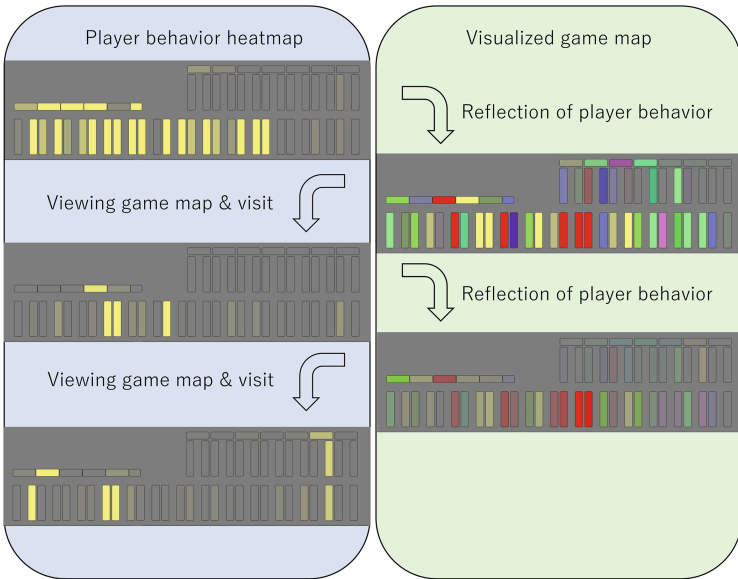 Player behavior heatmap
Visualized game map
Reflection of player behavior
Viewing game map & visit
Reflection of player behavior
Viewing game map & visit